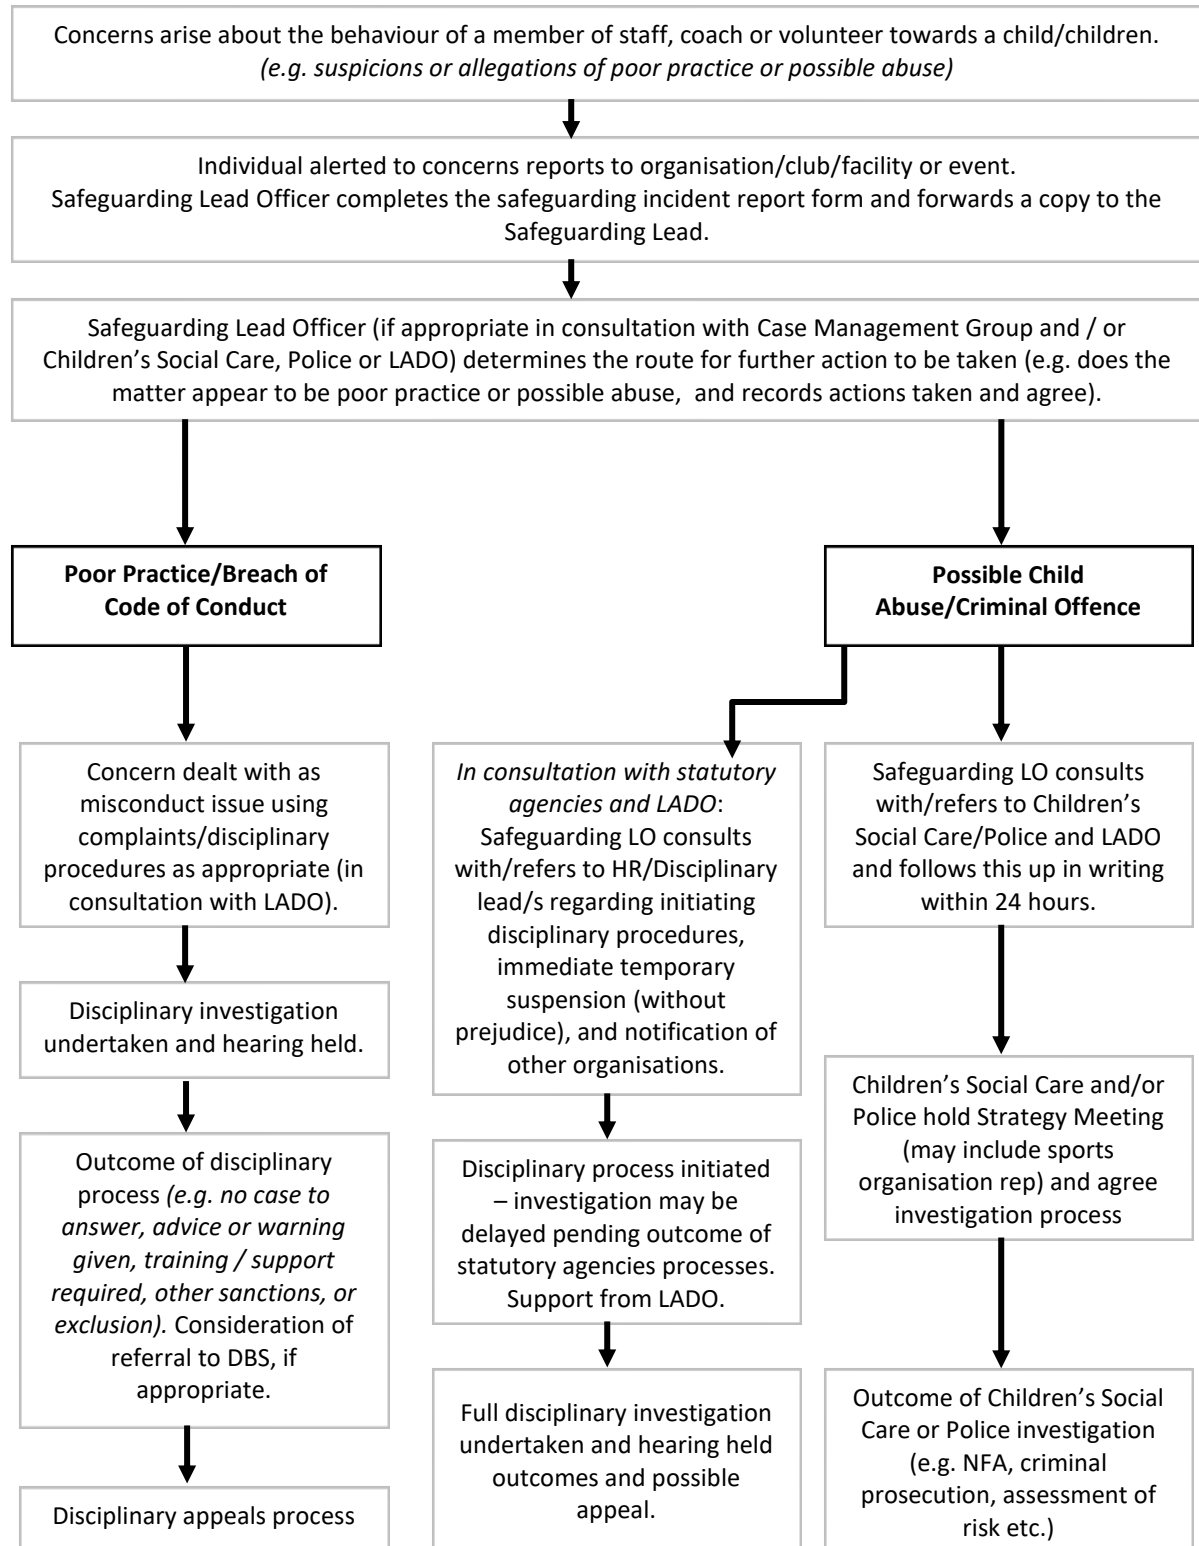 Concerns arise about the behaviour of a member of staff, coach or volunteer towards a child/children.
(e.g. suspicions or allegations of poor practice or possible abuse)
Individual alerted to concerns reports to organisation/club/facility or event.
Safeguarding Lead Officer completes the safeguarding incident report form and forwards a copy to the
Safeguarding Lead.
Safeguarding Lead Officer (if appropriate in consultation with Case Management Group and / or
Children’s Social Care, Police or LADO) determines the route for further action to be taken (e.g. does the
matter appear to be poor practice or possible abuse,  and records actions taken and agree).
Poor Practice/Breach of
Code of Conduct
Possible Child
Abuse/Criminal Offence
Concern dealt with as
misconduct issue using
complaints/disciplinary
procedures as appropriate (in
consultation with LADO).
Disciplinary investigation
undertaken and hearing held.
Outcome of disciplinary
process (e.g. no case to
answer, advice or warning
given, training / support
required, other sanctions, or
exclusion). Consideration of
referral to DBS, if
appropriate.
Disciplinary appeals process
In consultation with statutory
agencies and LADO:
Safeguarding LO consults
with/refers to HR/Disciplinary
lead/s regarding initiating
disciplinary procedures,
immediate temporary
suspension (without
prejudice), and notification of
other organisations.
Disciplinary process initiated
– investigation may be
delayed pending outcome of
statutory agencies processes.
Support from LADO.
Full disciplinary investigation
undertaken and hearing held
outcomes and possible
appeal.
Safeguarding LO consults
with/refers to Children’s
Social Care/Police and LADO
and follows this up in writing
within 24 hours.
Children’s Social Care and/or
Police hold Strategy Meeting
(may include sports
organisation rep) and agree
investigation process
Outcome of Children’s Social
Care or Police investigation
(e.g. NFA, criminal
prosecution, assessment of
risk etc.)